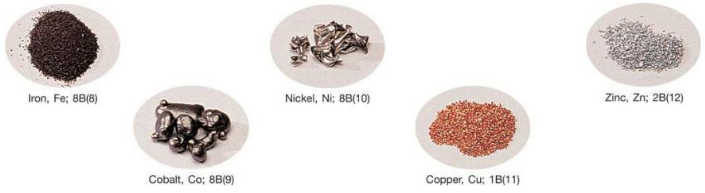 Iron, Fe; 8B(8)
Nickel, Ni; 8B(10)
Zinc, Zn; 2B(12)
Cobalt, Co; 8B(9)
Copper, Cu; 1B(11)